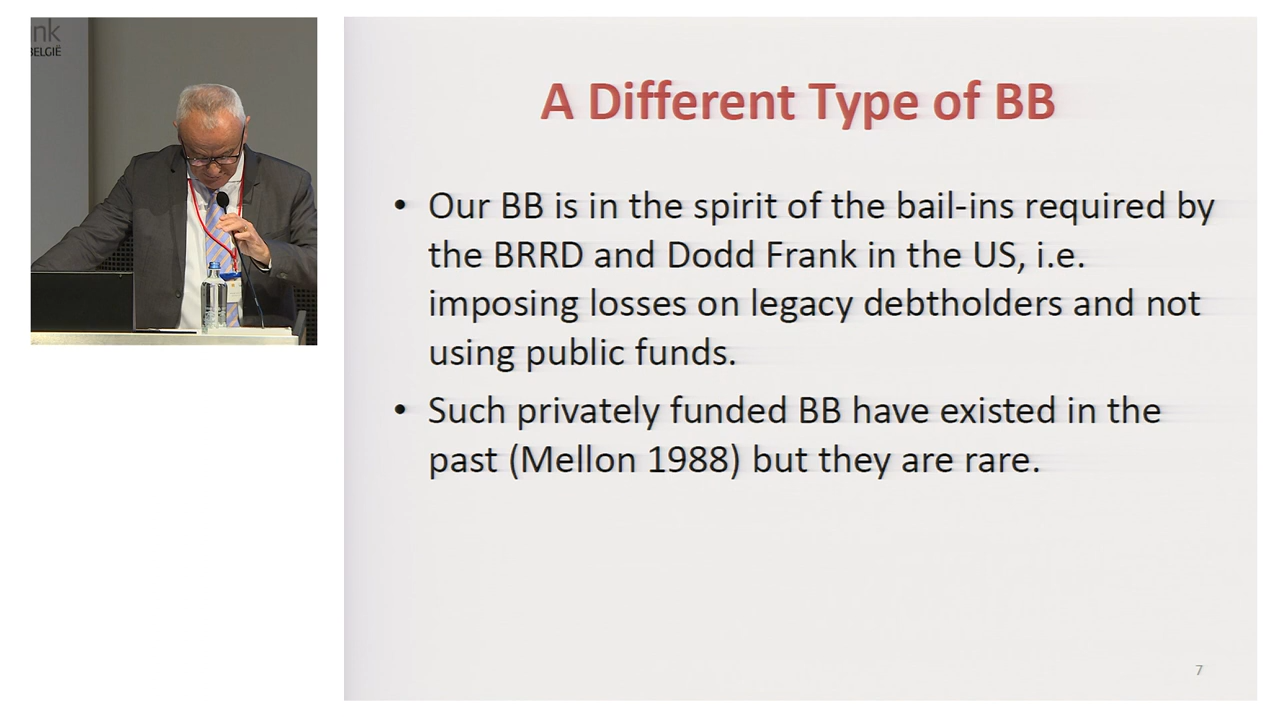 nk
BELGIË
A Different Type of BB
• Our BB is in the spirit of the bail-ins required by
the BRRD and Dodd Frank in the US, i.e.
imposing losses on legacy debtholders and not
using public funds.
• Such privately funded BB have existed in the
past (Mellon 1988) but they are rare.
7